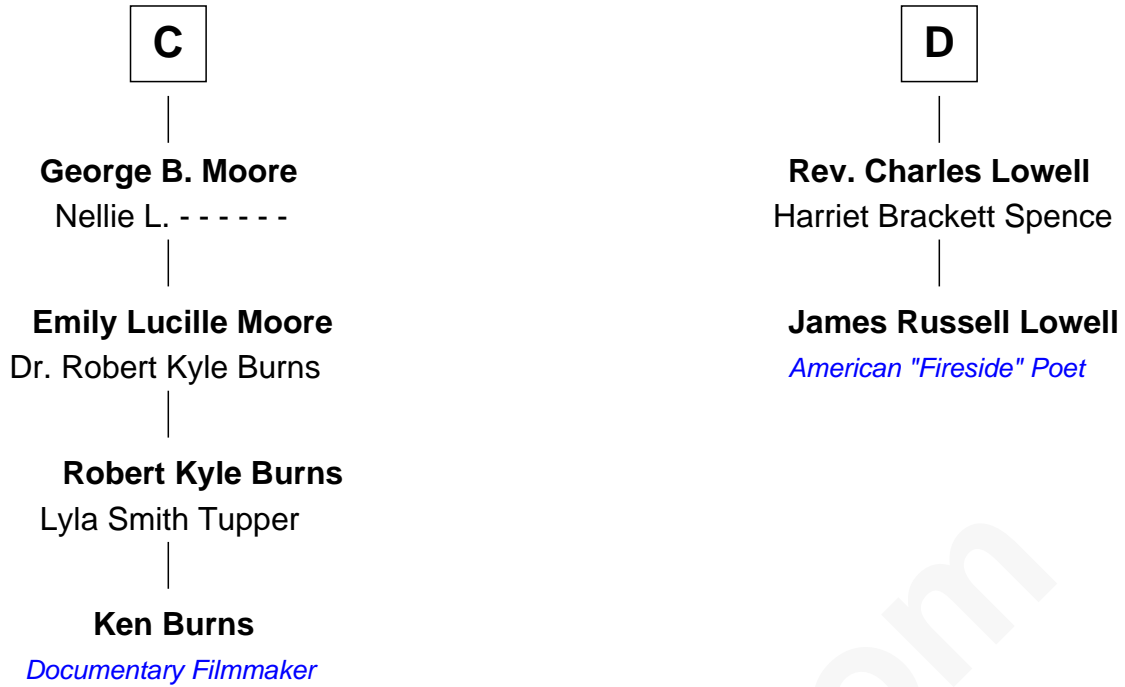 C
George B. Moore
Nellie L. - - - - - -
Emily Lucille Moore
Dr. Robert Kyle Burns
Robert Kyle Burns
Lyla Smith Tupper
Ken Burns
Documentary Filmmaker
D
Rev. Charles Lowell
Harriet Brackett Spence
James Russell Lowell
American "Fireside" Poet
om